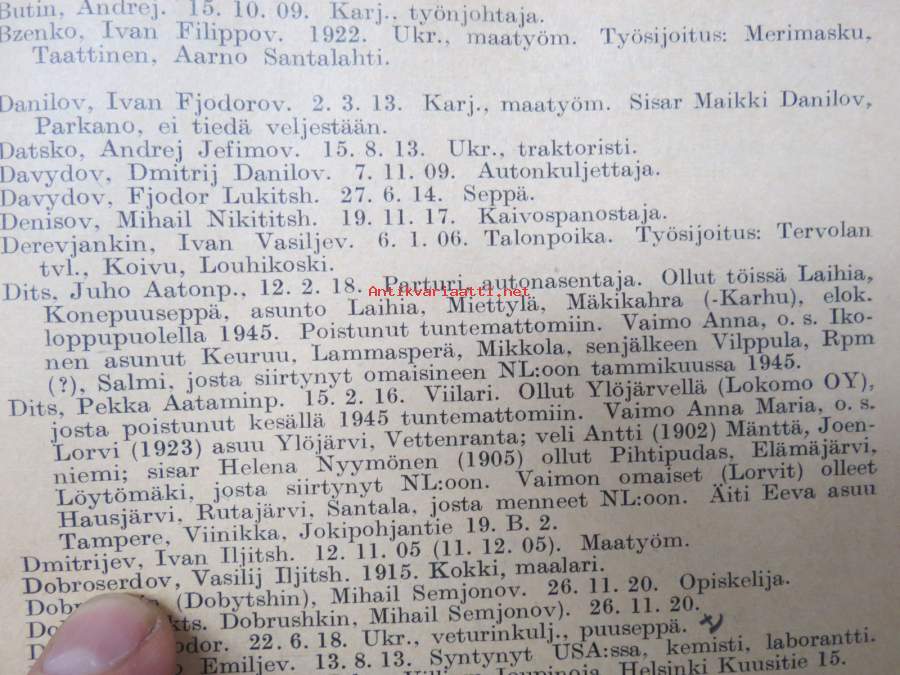 Butin, Andrej. 15. 10. 09. Karj., työnjohtaja.
Bzenko, Ivan Filippov. 1922. Ukr., maatyöm. Työsijoitus: Merimasku,
Taattinen, Aarno Santalahti.
Danilov, Ivan Fjodorov. 2. 3. 13. Karj., maatyöm. Sisar Maikki Danilov,
Parkano, ei tiedä veljestään.
Datsko, Andrej Jefimov. 15. 8. 13. Ukr., traktoristi.
Davydov, Dmitrij Danilov. 7. 11. 09. Autonkuljettaja.
Davydov, Fjodor Lukitsh. 27. 6. 14. Seppä.
Denisov, Mihail Nikititsh. 19. 11. 17. Kaivospanostaja.
Derevjankin, Ivan Vasiljev. 6. 1. 06. Talonpoika. Työsijoitus: Tervolan
tvl., Koivu, Louhikoski.
Dits, Juho Aatonp., 12. 2. 18. Parturi, autonasentaja. Ollut töissä Laihia,
Antikvariaatti.net
Konepuuseppä, asunto Laihia, Miettylä, Mäkikahra (-Karhu), elok.
loppupuolella 1945. Poistunut tuntemattomiin. Vaimo Anna, o. s. Iko-
nen asunut Keuruu, Lammasperä, Mikkola, senjälkeen Vilppula, Rpm
(?), Salmi, josta siirtynyt omaisineen NL:oon tammikuussa 1945.
Dits, Pekka Aataminp. 15. 2. 16. Viilari. Ollut Ylöjärvellä (Lokomo OY),
josta poistunut kesällä 1945 tuntemattomiin. Vaimo Anna Maria, o. s.
Lorvi (1923) asuu Ylöjärvi, Vettenranta; veli Antti (1902) Mänttä, Joen-
niemi; sisar Helena Nyymönen (1905) ollut Pihtipudas, Elämäjärvi,
Löytömäki, josta siirtynyt NL:oon. Vaimon omaiset (Lorvit) olleet
Hausjärvi, Rutajärvi, Santala, josta menneet NL:oon. Äiti Eeva asuu
Tampere, Viinikka, Jokipohjantie 19. B. 2.
Dmitrijev, Ivan Iljitsh. 12. 11. 05 (11. 12. 05). Maatyöm.
Dobroserdov, Vasilij Iljitsh. 1915. Kokki, maalari.
(Dobytshin), Mihail Semjonov. 26. 11. 20. Opiskelija.
Dobrushkin, Mihail Semjonov). 26. 11. 20.
22. 6. 18. Ukr., veturinkulj., puuseppä.
Emiljev. 13. 8. 13. Syntynyt USA:ssa, kemisti, laborantti.
Helsinki Kuusitie 15.